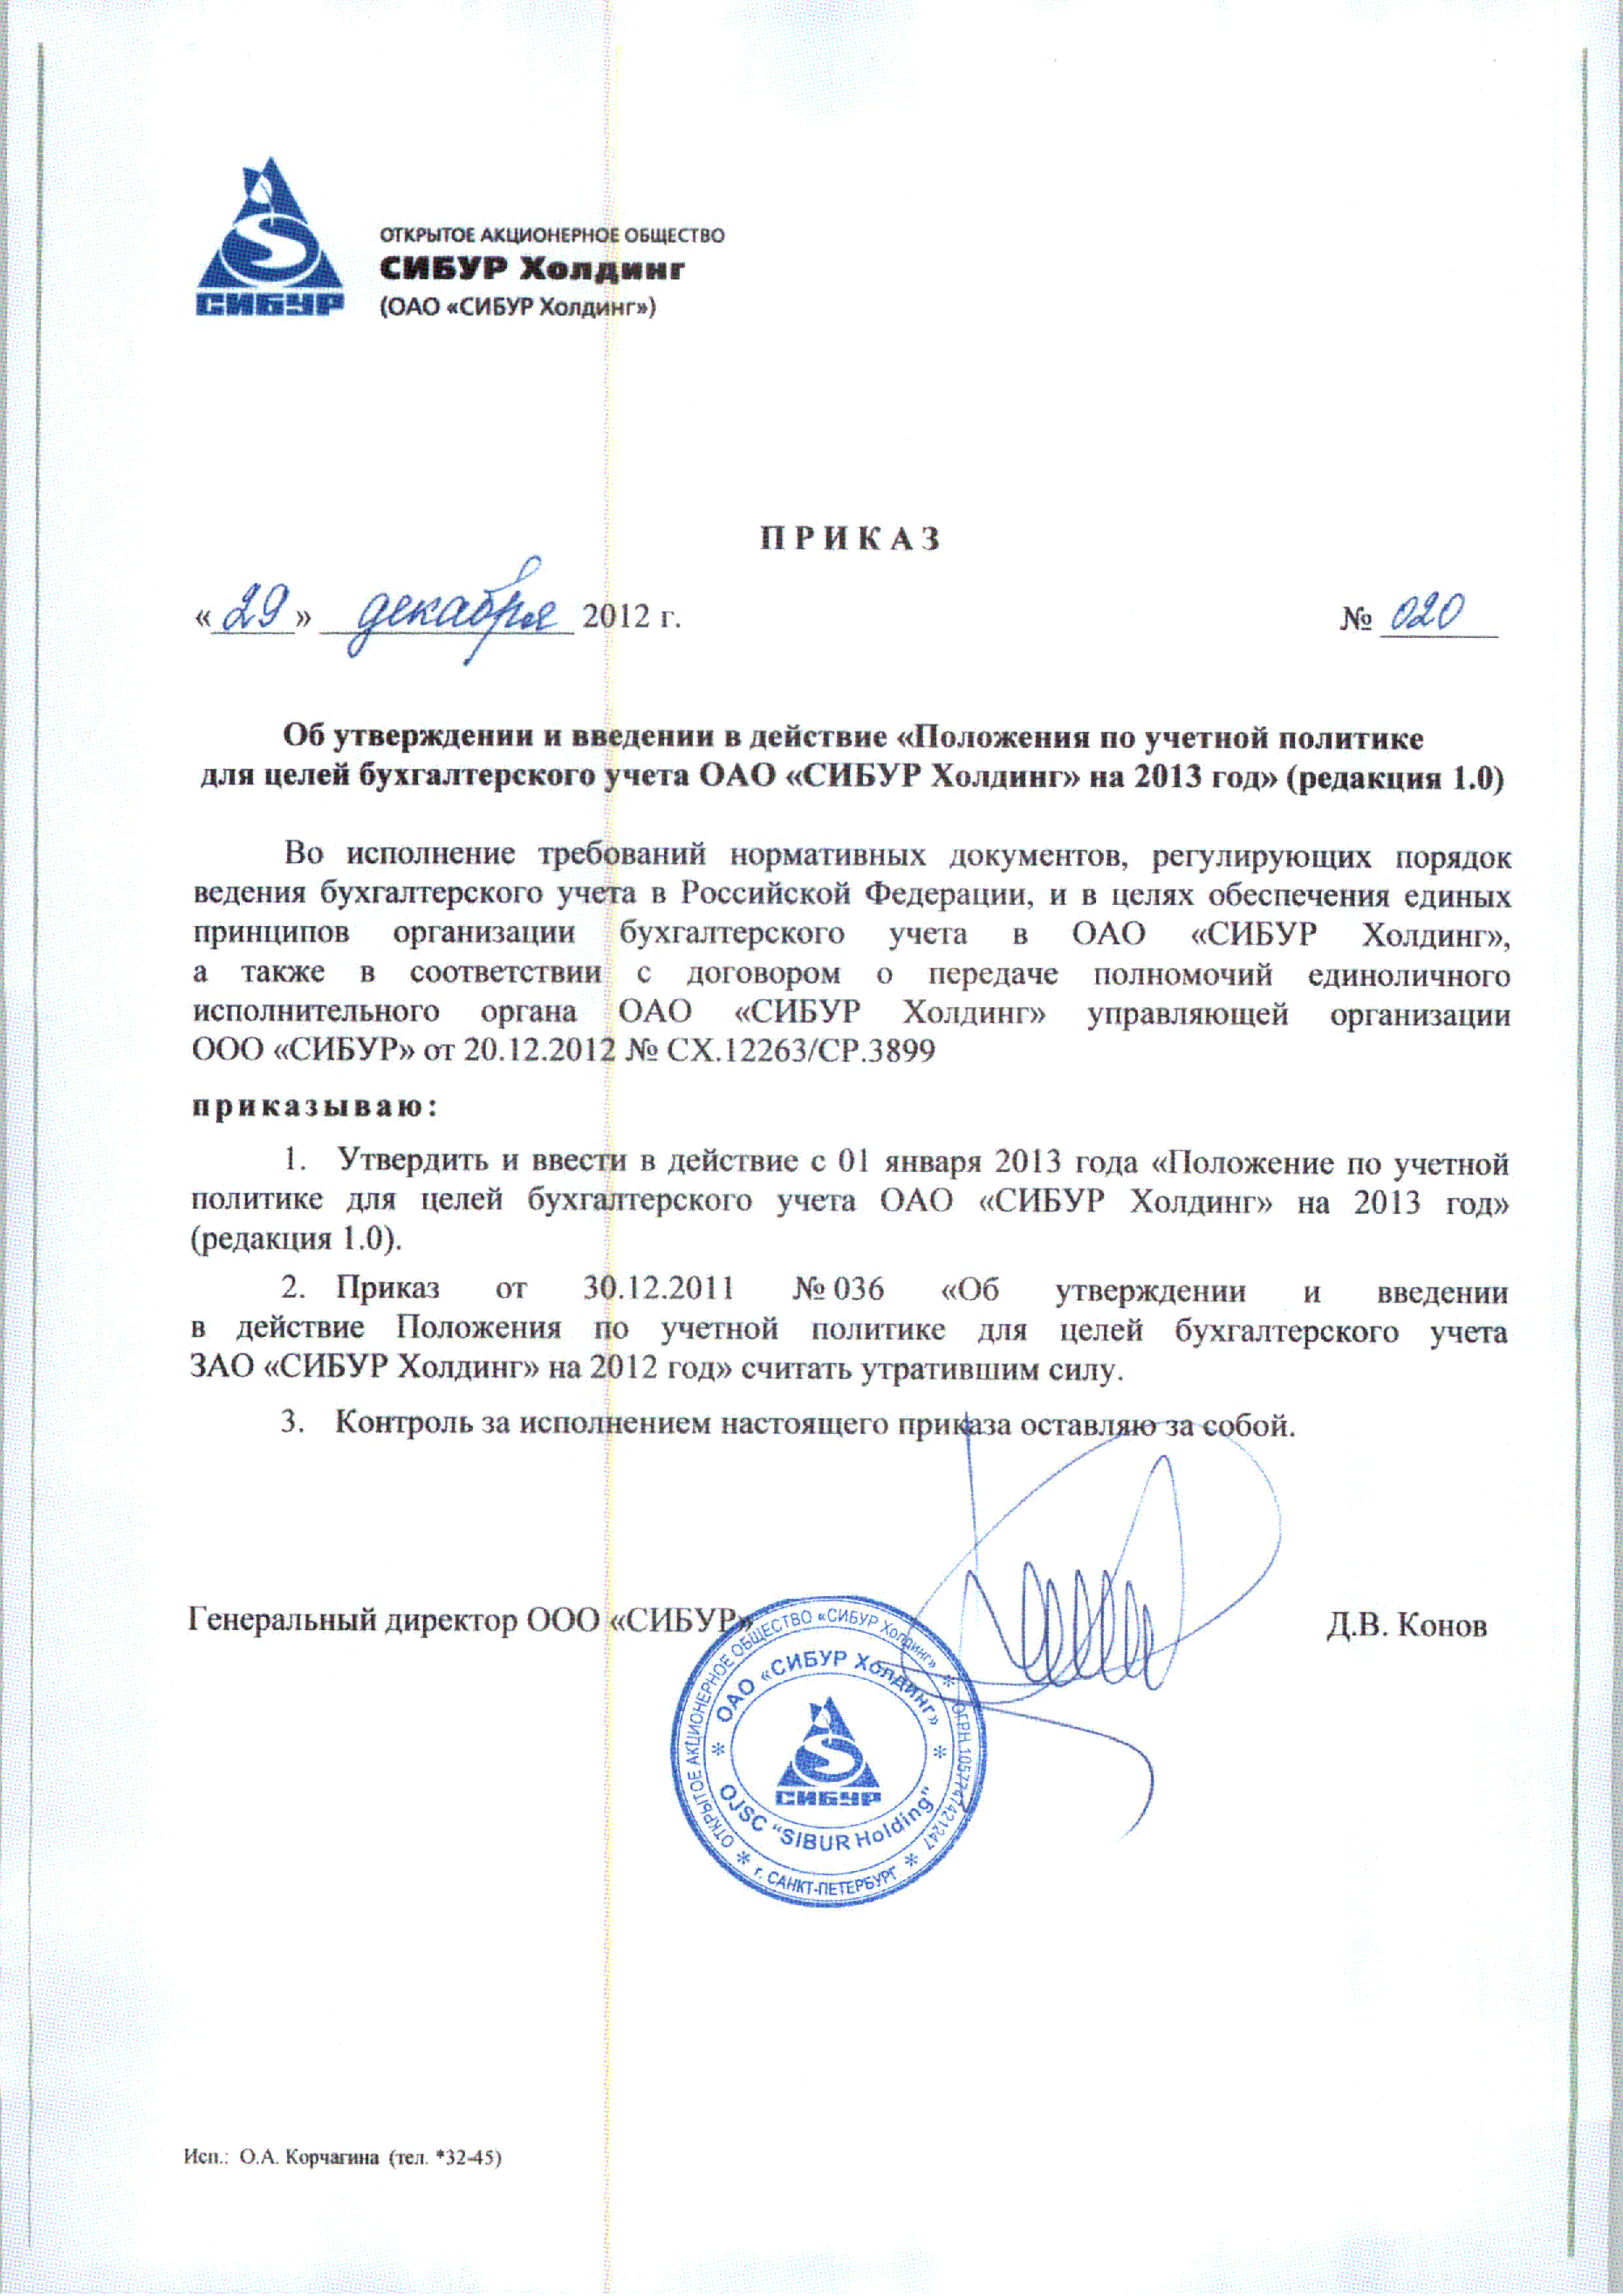 ОТКРЫТОЕ АКЦИОНЕРНОЕ ОБЩЕСТВО
СИБУР Холдинг
СИБУР
(ОАО «СИБУР Холдинг»)
ПРИКАЗ
«29» декабря 2012 г. № 020
Об утверждении и введении в действие «Положения по учетной политике
для целей бухгалтерского учета ОАО «СИБУР Холдинг» на 2013 год» (редакция 1.0)
Во исполнение требований нормативных документов, регулирующих порядок
ведения бухгалтерского учета в Российской Федерации, и в целях обеспечения единых
принципов организации бухгалтерского учета в ОАО «СИБУР Холдинг»,
а также в соответствии с договором о передаче полномочий единоличного
исполнительного органа ОАО «СИБУР Холдинг» управляющей организации
ООО «СИБУР» от 20.12.2012 № СХ.12263/СР.3899
приказываю:
1. Утвердить и ввести в действие с 01 января 2013 года «Положение по учетной
политике для целей бухгалтерского учета ОАО «СИБУР Холдинг» на 2013 год»
(редакция 1.0).
2. Приказ от 30.12.2011 № 036 «Об утверждении и введении
в действие Положения по учетной политике для целей бухгалтерского учета
ЗАО «СИБУР Холдинг» на 2012 год» считать утратившим силу.
3. Контроль за исполнением настоящего приказа оставляю за собой.
Генеральный директор ООО «СИБУР» Д.В. Конов
ОТКРЫТОЕ АКЦИОНЕРНОЕ ОБЩЕСТВО «СИБУР Холдинг» * ОГРН 1057747421247 * г. САНКТ-ПЕТЕРБУРГ *
ОАО «СИБУР Холдинг» *
СИБУР
OJSC "SIBUR Holding" *
Исп.: О.А. Корчагина (тел. *32-45)